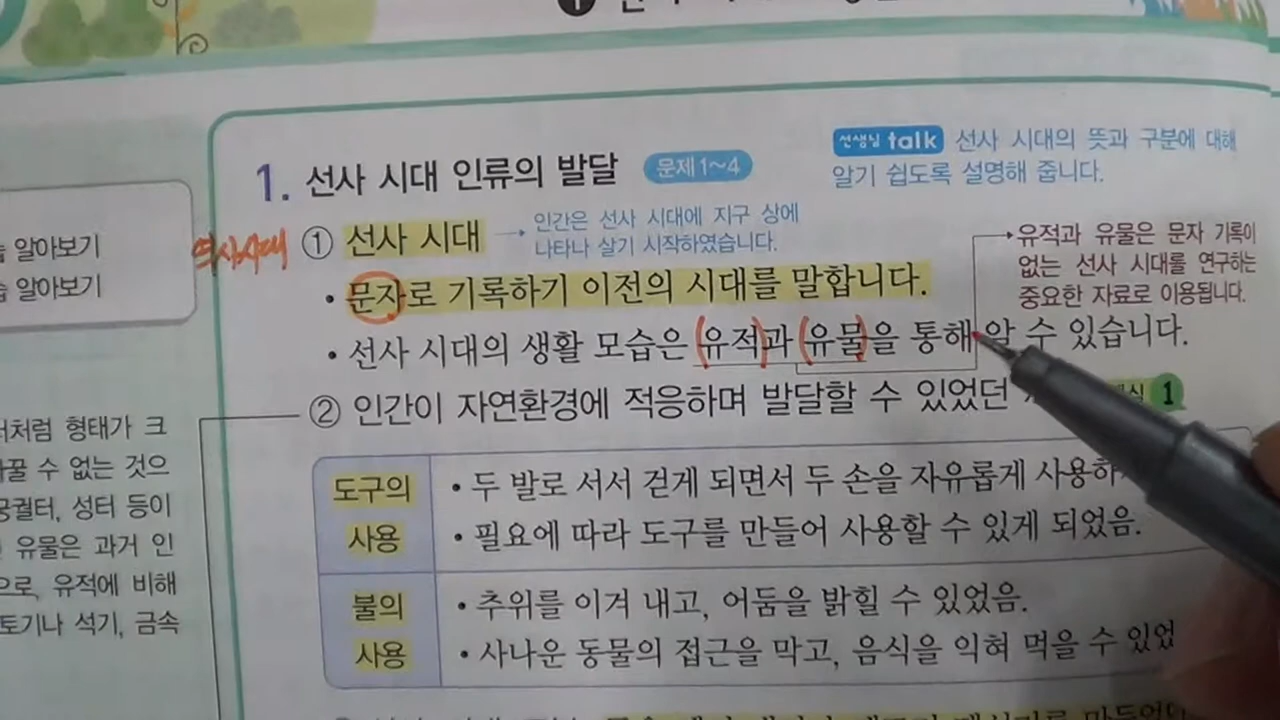 알아보기
알아보기
역사시대
1. 선사 시대 인류의 발달 문제 1~4
선생님 talk 선사 시대의 뜻과 구분에 대해
알기 쉽도록 설명해 줍니다.
① 선사 시대 → 인간은 선사 시대에 지구 상에
나타나 살기 시작하였습니다.
• 문자로 기록하기 이전의 시대를 말합니다.
유적과 유물은 문자 기록이
없는 선사 시대를 연구하는
중요한 자료로 이용됩니다.
• 선사 시대의 생활 모습은 (유적)과 (유물)을 통해 알 수 있습니다.
② 인간이 자연환경에 적응하며 발달할 수 있었던 1
도구의
사용
• 두 발로 서서 걷게 되면서 두 손을 자유롭게
• 필요에 따라 도구를 만들어 사용할 수 있게 되었음.
불의
사용
• 추위를 이겨 내고, 어둠을 밝힐 수 있었음.
• 사나운 동물의 접근을 막고, 음식을 익혀 먹을 수
형태가 크
수 없는 것으
성터 등이
유물은 과거 인
유적에 비해
토기나 석기, 금속